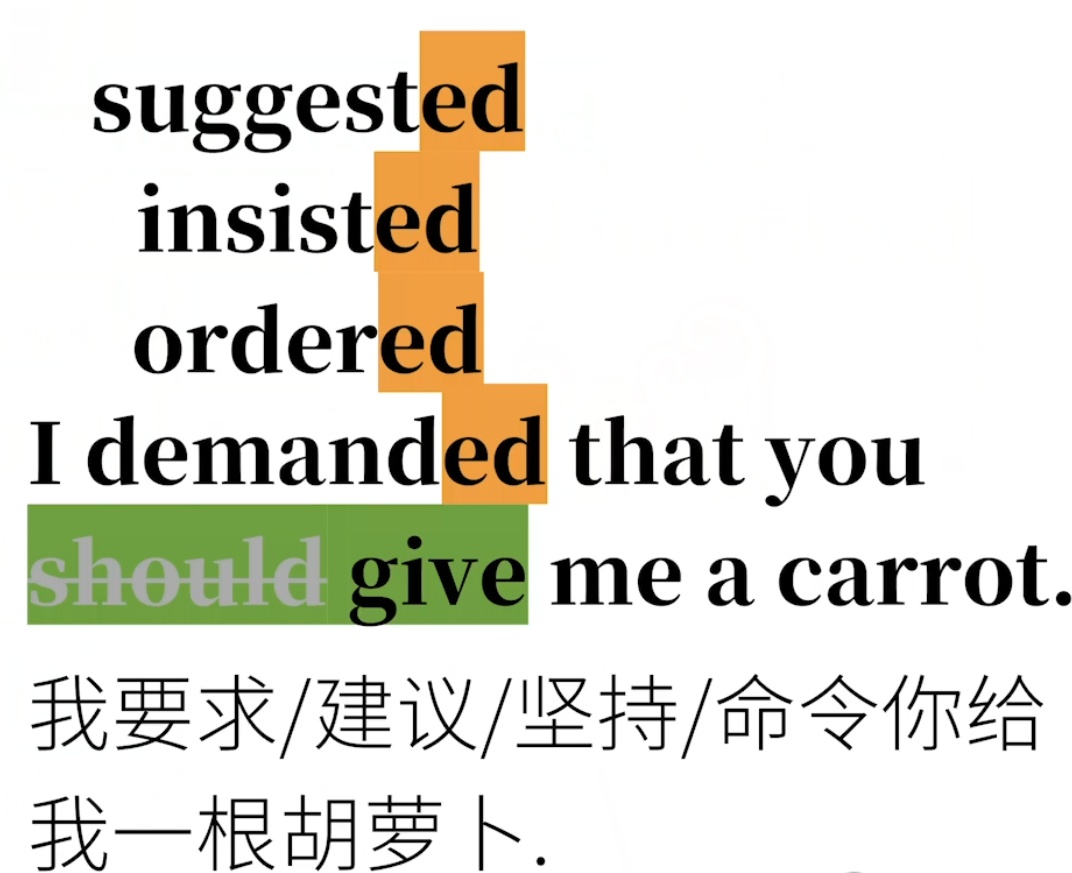 suggested
insisted
ordered
I demanded that you
should give me a carrot.
我要求/建议/坚持/命令你给
我一根胡萝卜.